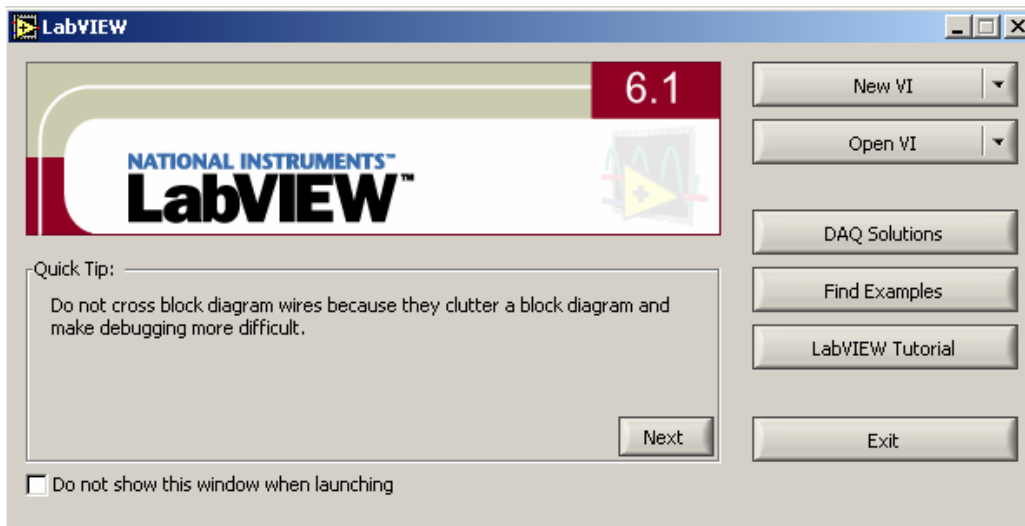 LabVIEW
6.1
NATIONAL INSTRUMENTS™
LabVIEW™
Quick Tip:
Do not cross block diagram wires because they clutter a block diagram and
make debugging more difficult.
Next
Do not show this window when launching
New VI
Open VI
DAQ Solutions
Find Examples
LabVIEW Tutorial
Exit